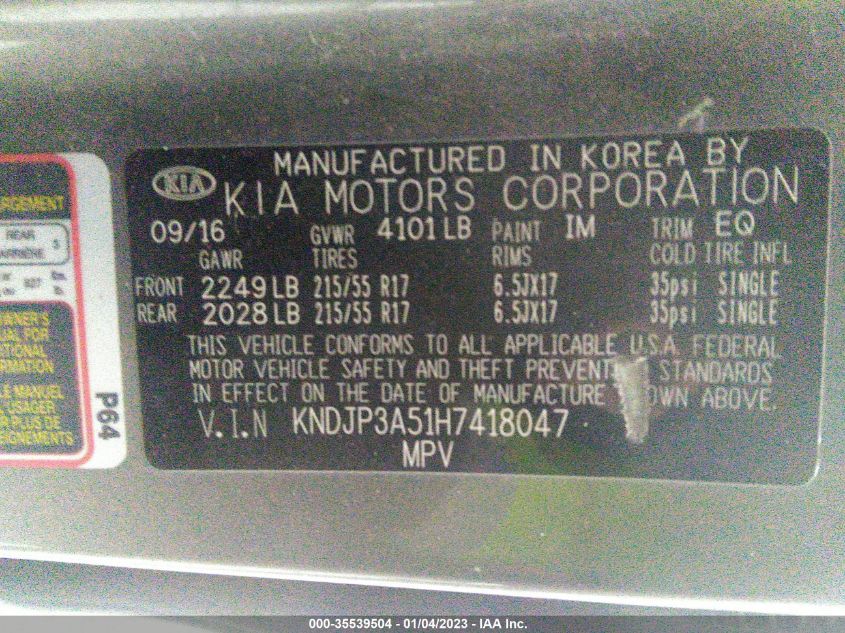 MANUFACTURED IN KOREA BY
KIA KIA MOTORS CORPORATION
09/16 GVWR 4101 LB PAINT IM TRIM EQ
GAWR TIRES RIMS COLD TIRE INFL
FRONT 2249 LB 215/55 R17 6.5JX17 35psi SINGLE
REAR 2028 LB 215/55 R17 6.5JX17 35psi SINGLE
THIS VEHICLE CONFORMS TO ALL APPLICABLE U.S.A. FEDERAL
MOTOR VEHICLE SAFETY AND THEFT STANDARDS
IN EFFECT ON THE DATE OF MANUFACTURE ABOVE.
V.I.N KNDJP3A51H7418047
MPV
REAR
5
P64
000-35539504 - 01/04/2023 - IAA Inc.